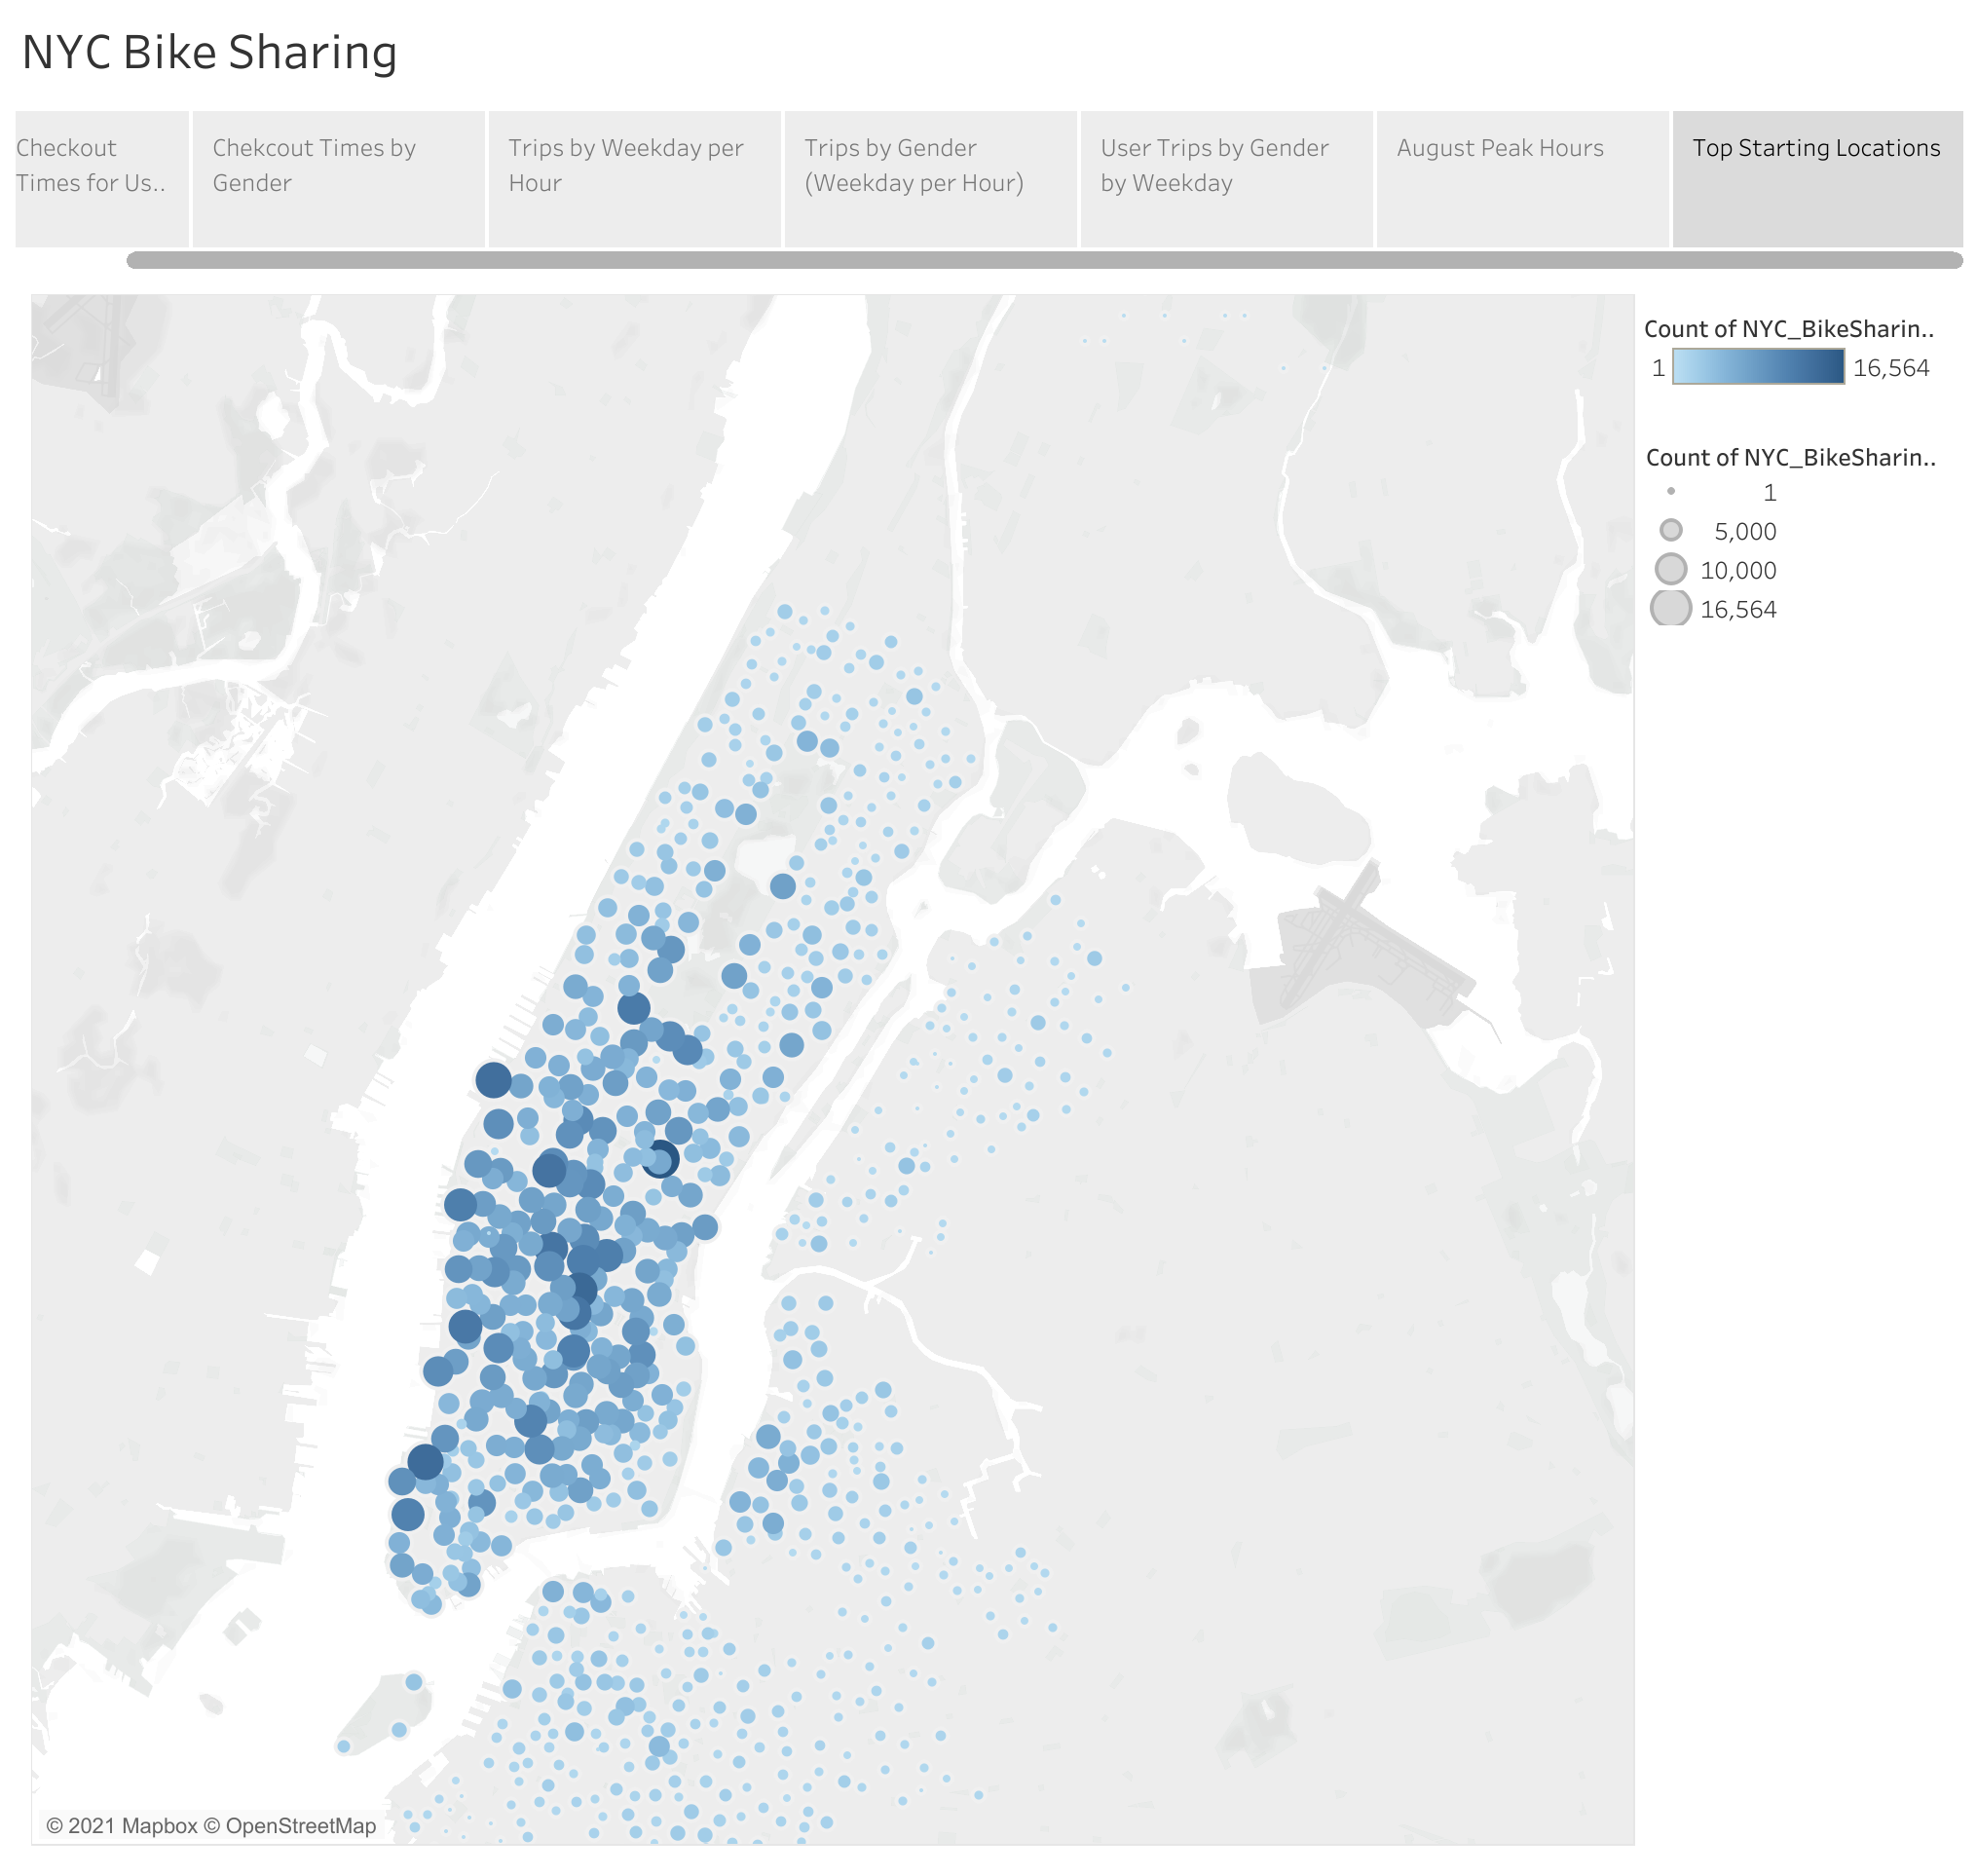 NYC Bike Sharing
Checkout
Times for Us..
Chekcout Times by
Gender
Trips by Weekday per
Hour
Trips by Gender
(Weekday per Hour)
User Trips by Gender
by Weekday
August Peak Hours
Top Starting Locations
Count of NYC_BikeSharin..
1 16,564
Count of NYC_BikeSharin..
1
5,000
10,000
16,564
© 2021 Mapbox © OpenStreetMap